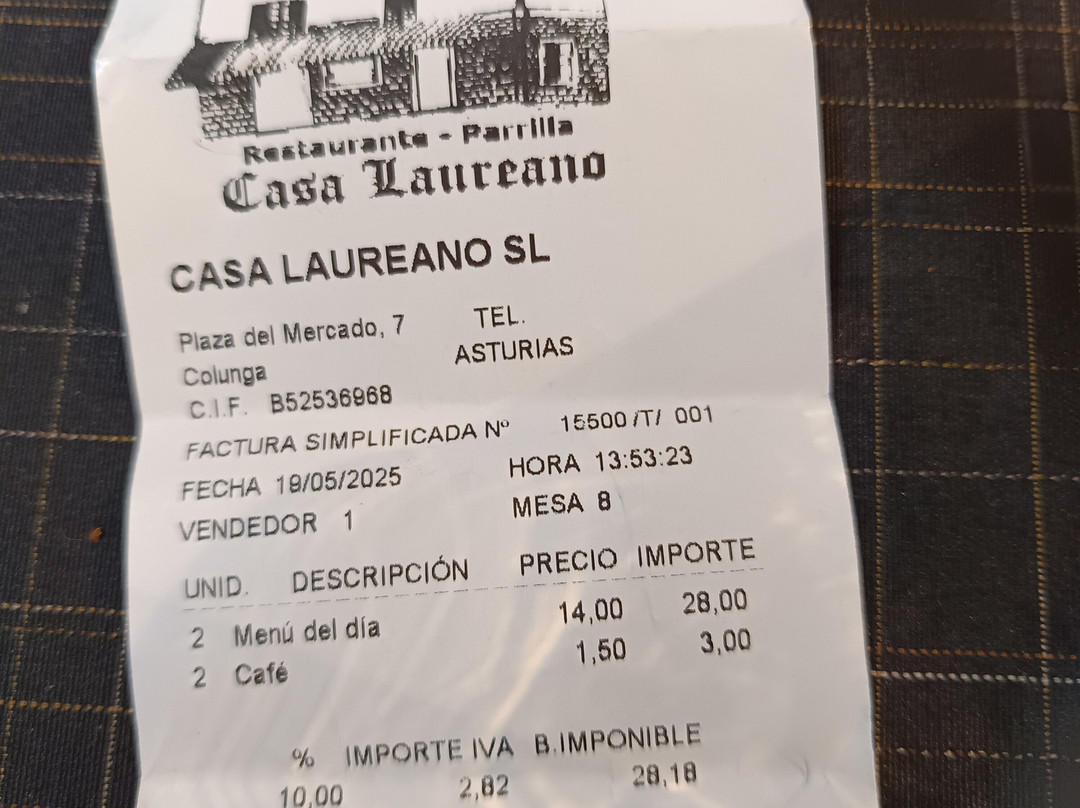 Restaurante - Parrilla
Casa Laureano
CASA LAUREANO SL
Plaza del Mercado, 7 TEL.
Colunga ASTURIAS
C.I.F. B52536968
FACTURA SIMPLIFICADA Nº 15500 /T/ 001
FECHA 19/05/2025 HORA 13:53:23
VENDEDOR 1 MESA 8
UNID. DESCRIPCIÓN PRECIO IMPORTE
2 Menú del día 14,00 28,00
2 Café 1,50 3,00
% IMPORTE IVA B.IMPONIBLE
10,00 2,82 28,18